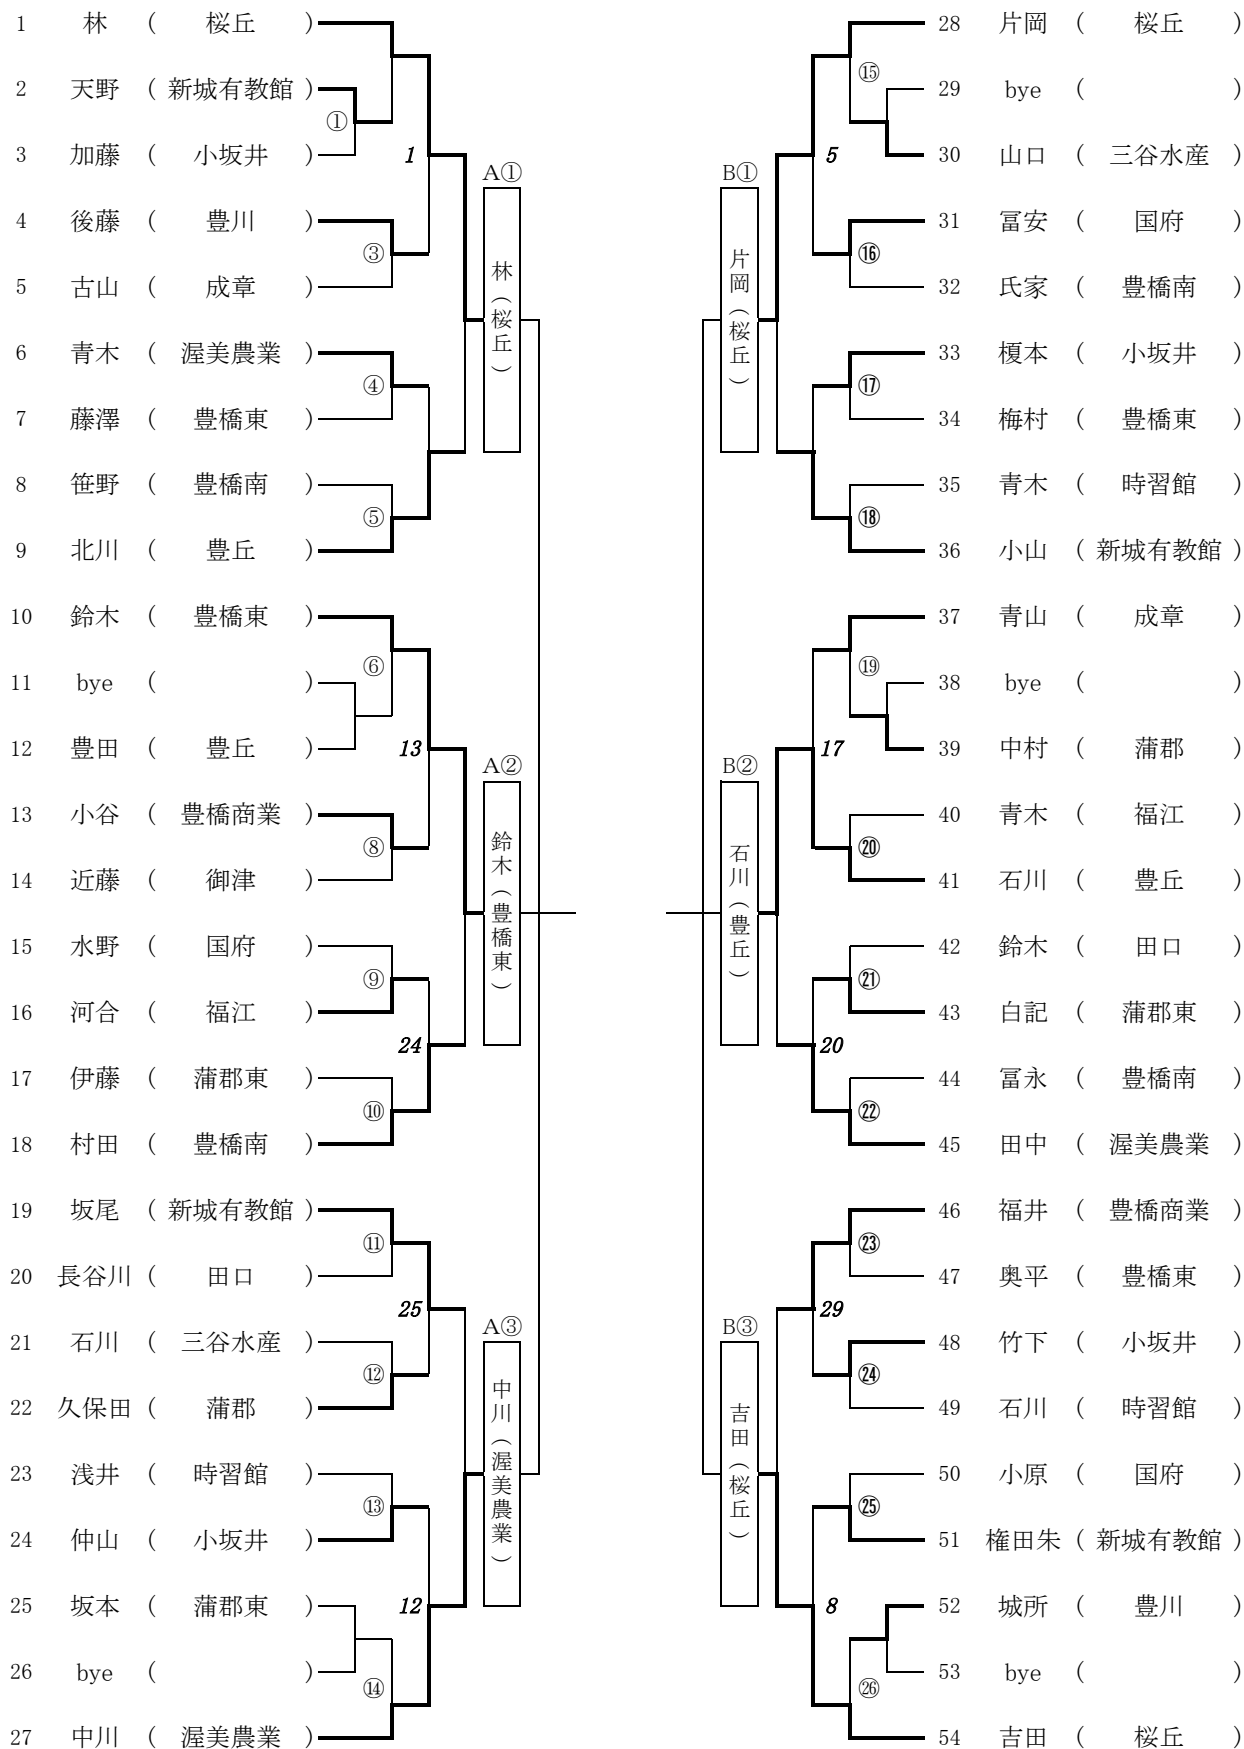 1 林 ( 桜丘 )
2 天野 ( 新城有教館 )
①
3 加藤 ( 小坂井 )
1
4 後藤 ( 豊川 )
③
5 古山 ( 成章 )
6 青木 ( 渥美農業 )
④
7 藤澤 ( 豊橋東 )
8 笹野 ( 豊橋南 )
⑤
9 北川 ( 豊丘 )
10 鈴木 ( 豊橋東 )
⑥
11 bye ( )
12 豊田 ( 豊丘 )
13
13 小谷 ( 豊橋商業 )
⑧
14 近藤 ( 御津 )
15 水野 ( 国府 )
⑨
16 河合 ( 福江 )
24
17 伊藤 ( 蒲郡東 )
⑩
18 村田 ( 豊橋南 )
19 坂尾 ( 新城有教館 )
⑪
20 長谷川 ( 田口 )
25
21 石川 ( 三谷水産 )
⑫
22 久保田 ( 蒲郡 )
23 浅井 ( 時習館 )
⑬
24 仲山 ( 小坂井 )
25 坂本 ( 蒲郡東 )
12
26 bye ( )
⑭
27 中川 ( 渥美農業 )
A①
林(桜丘)
A②
鈴木(豊橋東)
A③
中川(渥美農業)
B①
片岡(桜丘)
B②
石川(豊丘)
B③
吉田(桜丘)
28 片岡 ( 桜丘 )
⑮
29 bye ( )
30 山口 ( 三谷水産 )
5
31 冨安 ( 国府 )
⑯
32 氏家 ( 豊橋南 )
33 榎本 ( 小坂井 )
⑰
34 梅村 ( 豊橋東 )
35 青木 ( 時習館 )
⑱
36 小山 ( 新城有教館 )
37 青山 ( 成章 )
⑲
38 bye ( )
39 中村 ( 蒲郡 )
17
40 青木 ( 福江 )
⑳
41 石川 ( 豊丘 )
42 鈴木 ( 田口 )
㉑
43 白記 ( 蒲郡東 )
20
44 冨永 ( 豊橋南 )
㉒
45 田中 ( 渥美農業 )
46 福井 ( 豊橋商業 )
㉓
47 奥平 ( 豊橋東 )
29
48 竹下 ( 小坂井 )
㉔
49 石川 ( 時習館 )
50 小原 ( 国府 )
㉕
51 権田朱 ( 新城有教館 )
52 城所 ( 豊川 )
8
53 bye ( )
㉖
54 吉田 ( 桜丘 )